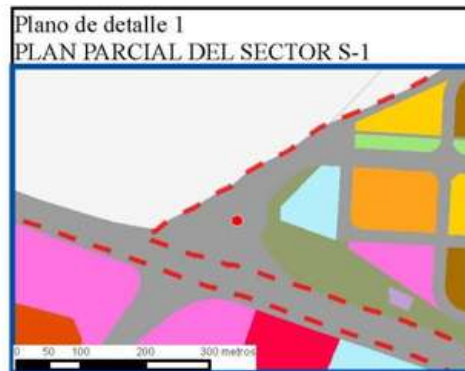 Plano de detalle 1
PLAN PARCIAL DEL SECTOR S-1
0 50 100 200 300 metros